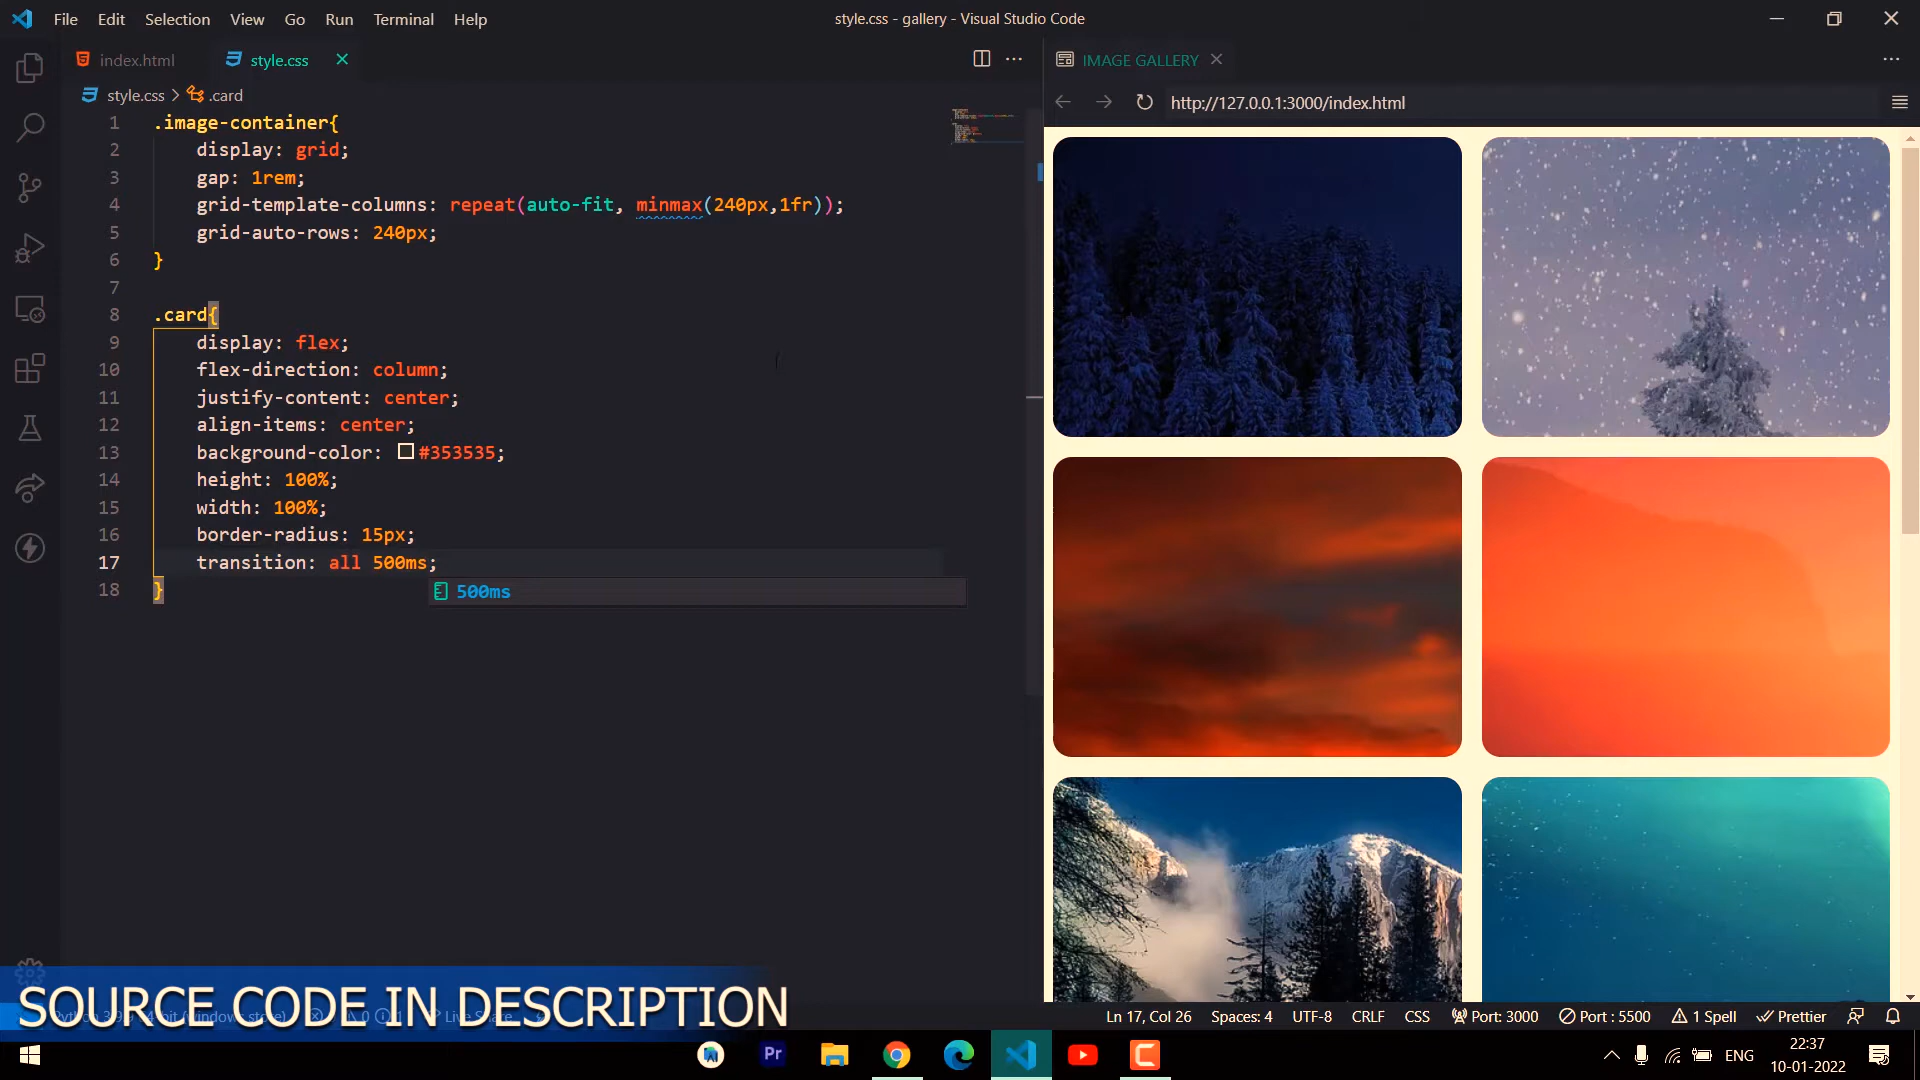 File Edit Selection View Go Run Terminal Help
style.css - gallery - Visual Studio Code
index.html
style.css
style.css > .card
1 .image-container{
2 display: grid;
3 gap: 1rem;
4 grid-template-columns: repeat(auto-fit, minmax(240px,1fr));
5 grid-auto-rows: 240px;
6 }
7
8 .card{
9 display: flex;
10 flex-direction: column;
11 justify-content: center;
12 align-items: center;
13 background-color: #353535;
14 height: 100%;
15 width: 100%;
16 border-radius: 15px;
17 transition: all 500ms;
18 }
500ms
IMAGE GALLERY
http://127.0.0.1:3000/index.html
SOURCE CODE IN DESCRIPTION
Ln 17, Col 26 Spaces: 4 UTF-8 CRLF CSS Port: 3000 Port : 5500 1 Spell Prettier
Pr
ENG
22:37
10-01-2022